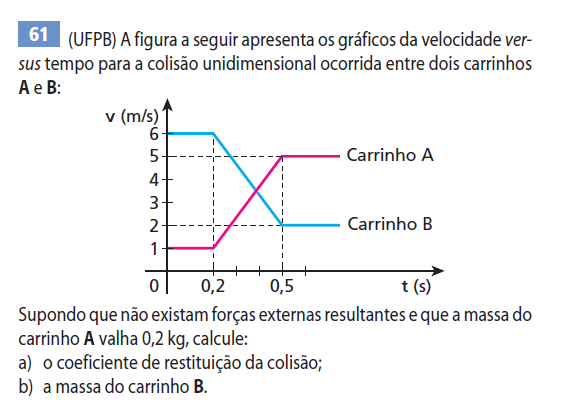 61 (UFPB) A figura a seguir apresenta os gráficos da velocidade ver-
sus tempo para a colisão unidimensional ocorrida entre dois carrinhos
A e B:
v (m/s)
6
5
Carrinho A
4
3
2
Carrinho B
1
0 0,2 0,5 t (s)
Supondo que não existam forças externas resultantes e que a massa do
carrinho A valha 0,2 kg, calcule:
a) o coeficiente de restituição da colisão;
b) a massa do carrinho B.